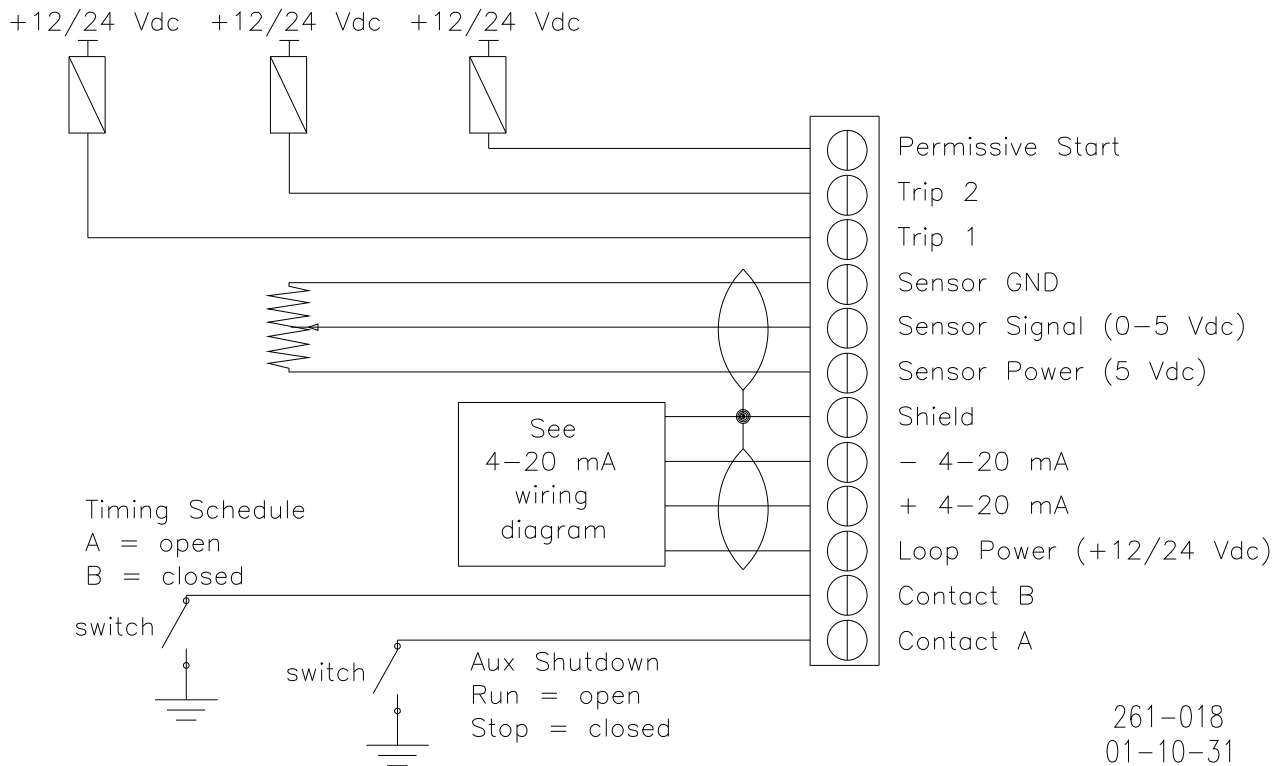 +12/24 Vdc
+12/24 Vdc
+12/24 Vdc
Permissive Start
Trip 2
Trip 1
Sensor GND
Sensor Signal (0-5 Vdc)
Sensor Power (5 Vdc)
Shield
- 4-20 mA
+ 4-20 mA
Loop Power (+12/24 Vdc)
Contact B
Contact A
See
4-20 mA
wiring
diagram
Timing Schedule
A = open
B = closed
switch
switch
Aux Shutdown
Run = open
Stop = closed
261-018
01-10-31